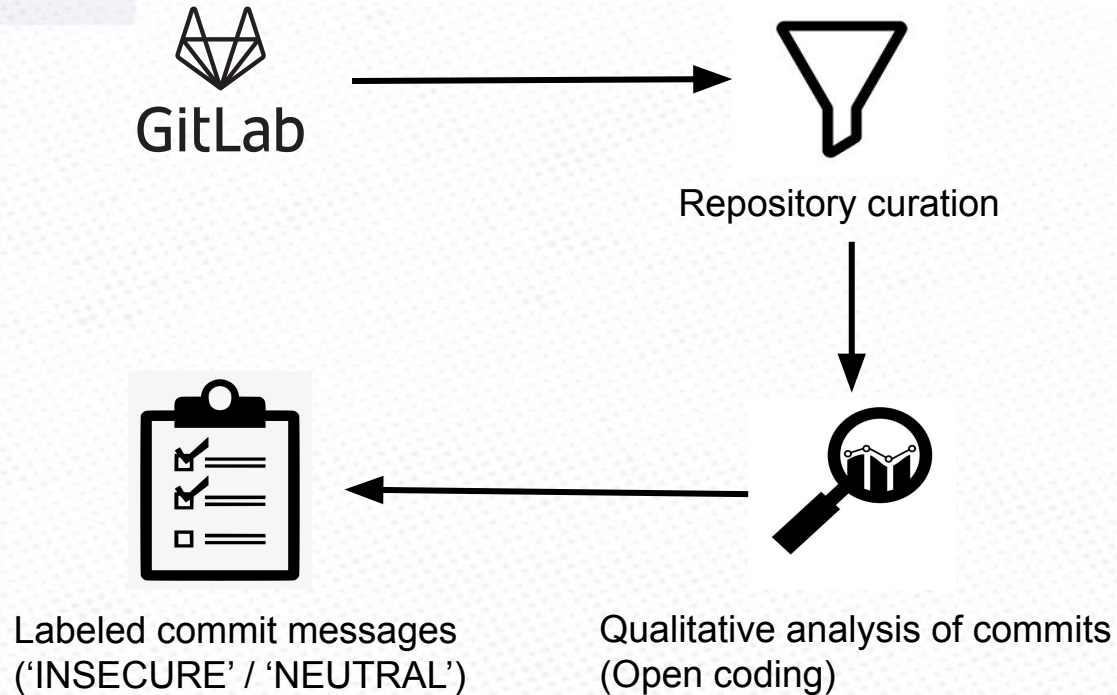 GitLab
Repository curation
Labeled commit messages
(‘INSECURE’ / ‘NEUTRAL’)
Qualitative analysis of commits
(Open coding)